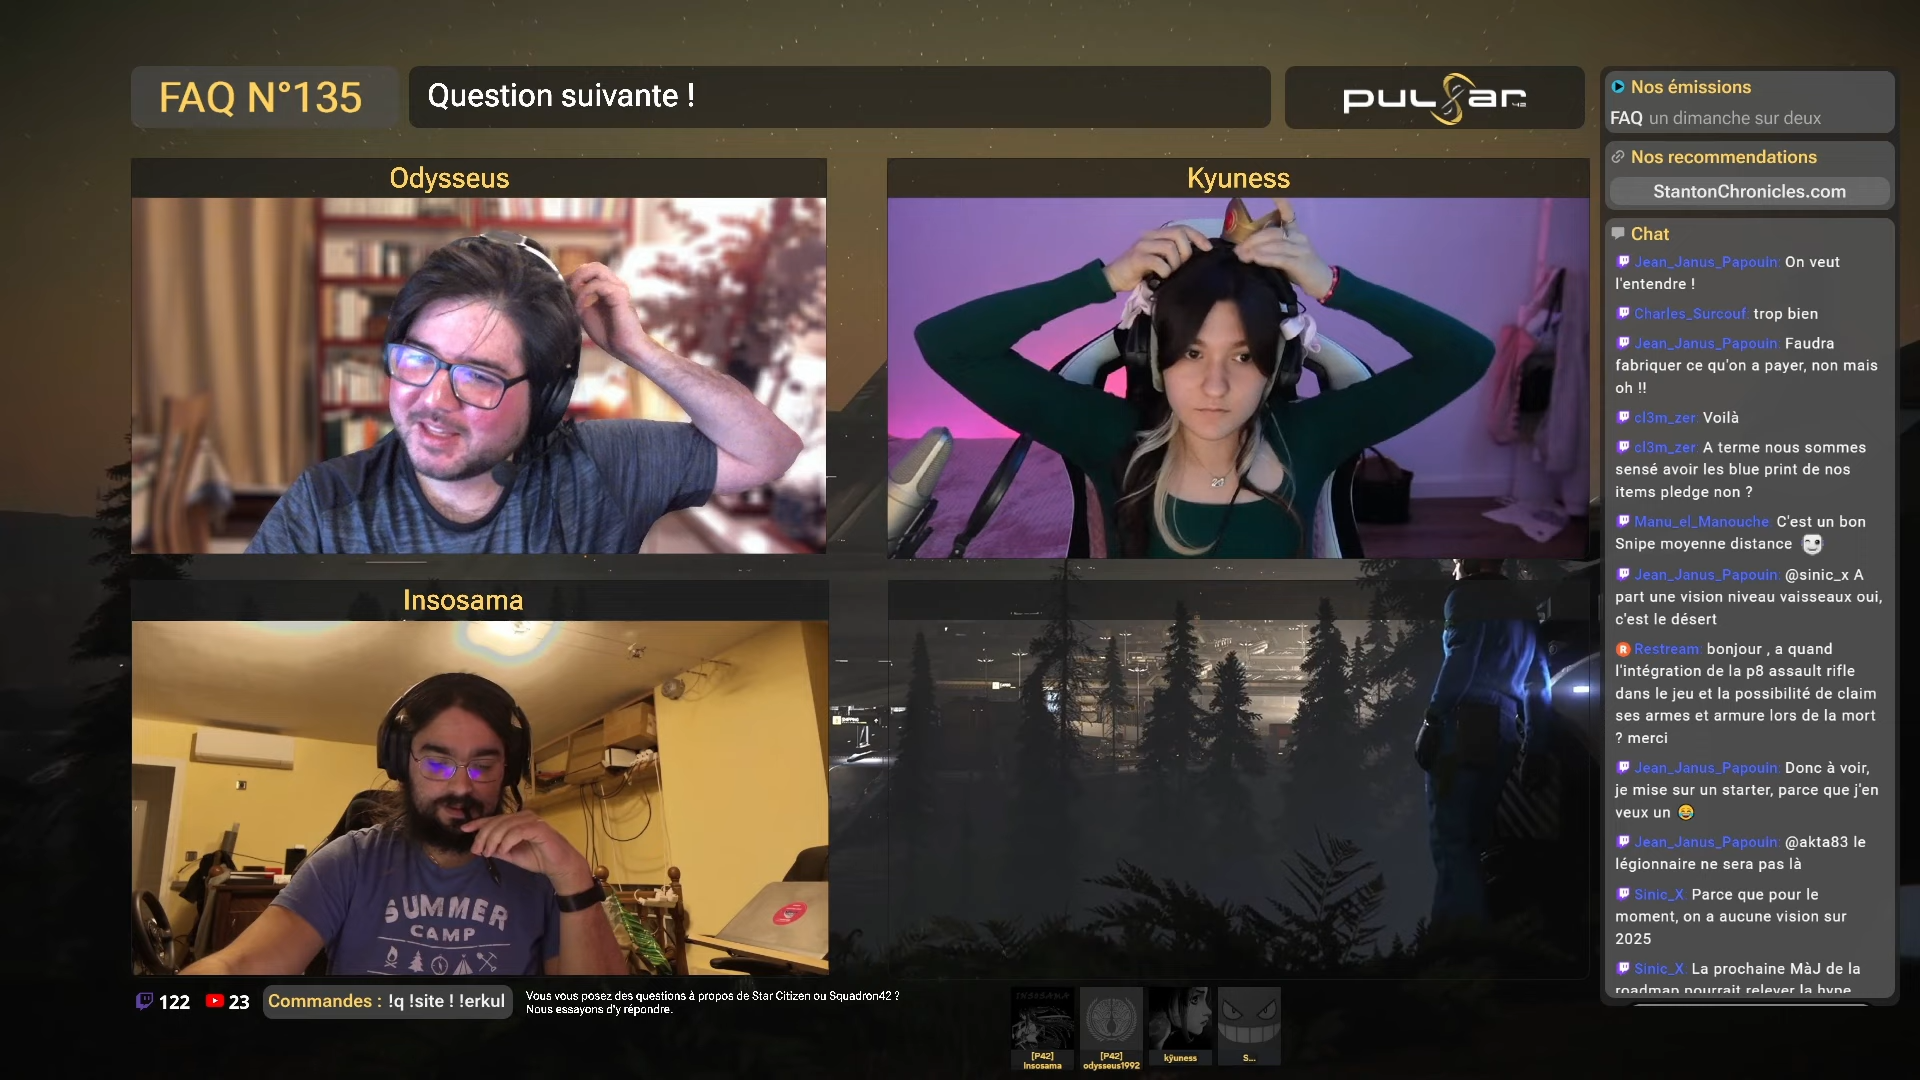 FAQ N°135
Question suivante !
pulsar 42
Odysseus
Kyuness
Insosama
SUMMER
CAMP
122
23
Commandes : !q !site ! !erkul
Vous vous posez des questions à propos de Star Citizen ou Squadron42 ?
Nous essayons d'y répondre.
[P42]
Insosama
[P42]
odysseus1992
kÿuness
S...
Nos émissions
FAQ un dimanche sur deux
Nos recommendations
StantonChronicles.com
Chat
Jean_Janus_Papouin: On veut
l'entendre !
Charles_Surcouf: trop bien
Jean_Janus_Papouin: Faudra
fabriquer ce qu'on a payer, non mais
oh !!
cl3m_zer: Voilà
cl3m_zer: A terme nous sommes
sensé avoir les blue print de nos
items pledge non ?
Manu_el_Manouche: C'est un bon
Snipe moyenne distance
Jean_Janus_Papouin: @sinic_x A
part une vision niveau vaisseaux oui,
c'est le désert
Restream: bonjour , a quand
l'intégration de la p8 assault rifle
dans le jeu et la possibilité de claim
ses armes et armure lors de la mort
? merci
Jean_Janus_Papouin: Donc à voir,
je mise sur un starter, parce que j'en
veux un 😂
Jean_Janus_Papouin: @akta83 le
légionnaire ne sera pas là
Sinic_X: Parce que pour le
moment, on a aucune vision sur
2025
Sinic_X: La prochaine MàJ de la
roadmap pourrait relever la hype